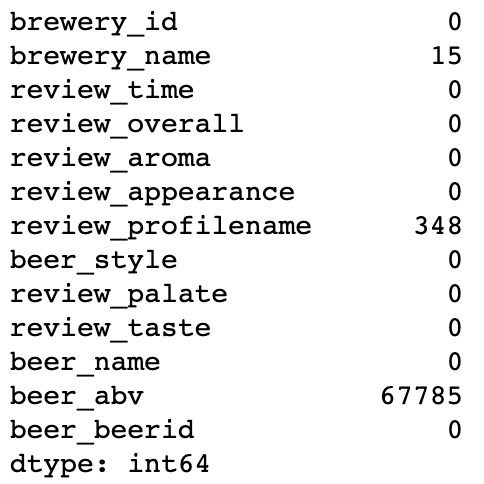 brewery_id 0
brewery_name 15
review_time 0
review_overall 0
review_aroma 0
review_appearance 0
review_profilename 348
beer_style 0
review_palate 0
review_taste 0
beer_name 0
beer_abv 67785
beer_beerid 0
dtype: int64